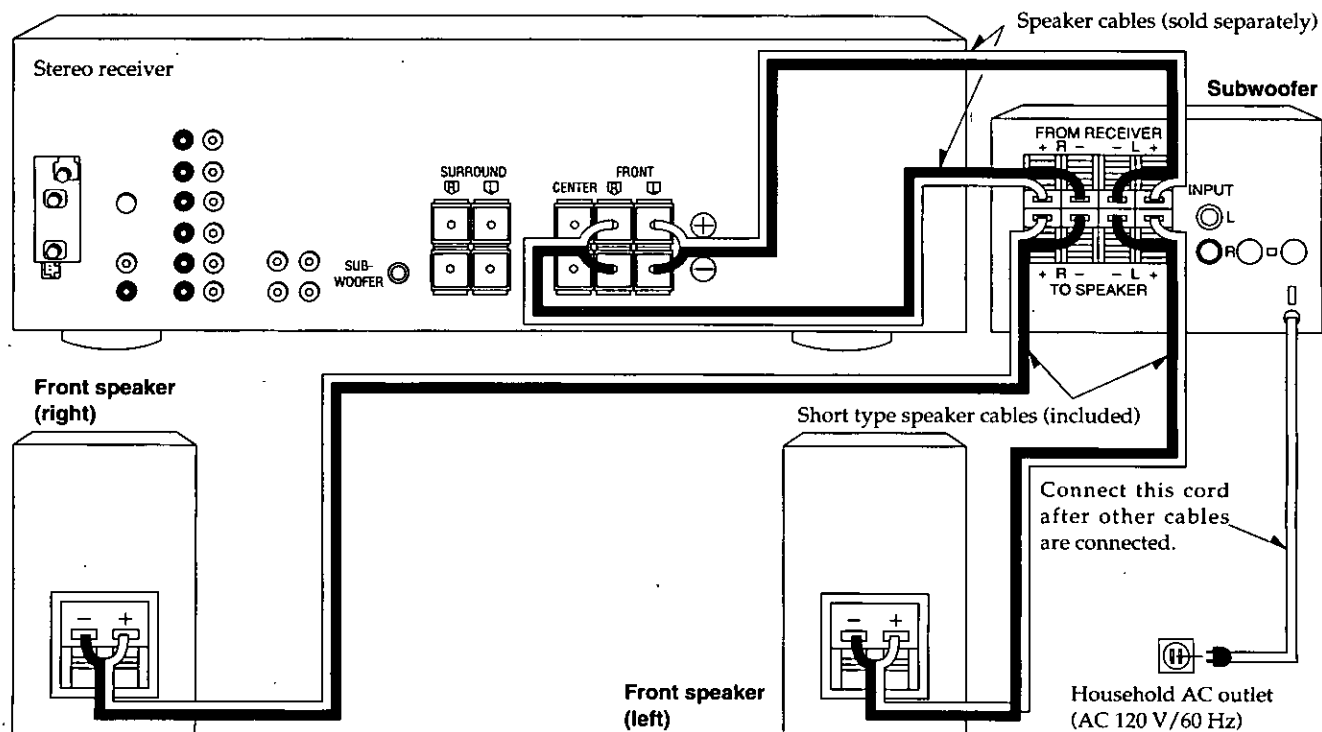 Speaker cables (sold separately)
Stereo receiver
Subwoofer
FROM RECEIVER
+ R − − L +
SURROUND
R L
FRONT
CENTER R L
INPUT
L
R
+
−
SUB-
WOOFER
+ R − − L +
TO SPEAKER
Front speaker
(right)
Short type speaker cables (included)
Connect this cord
after other cables
are connected.
− +
− +
Front speaker
(left)
Household AC outlet
(AC 120 V/60 Hz)